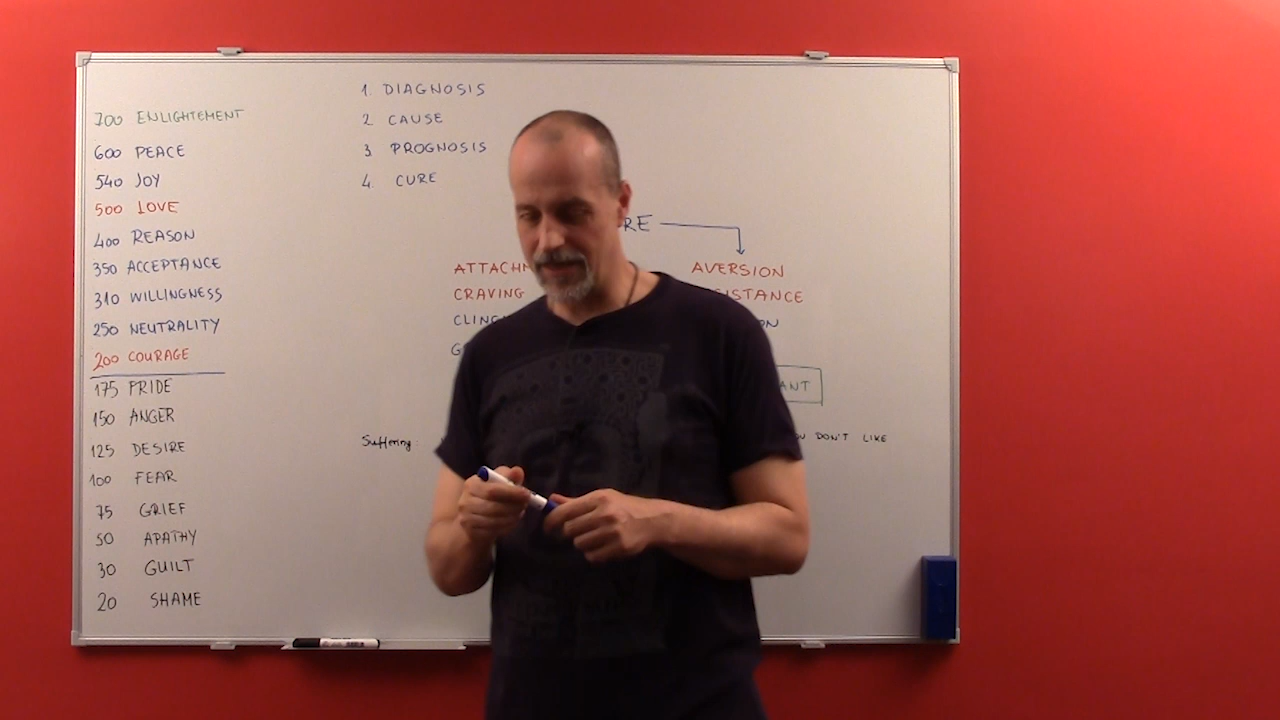 700 ENLIGHTEMENT
600 PEACE
540 JOY
500 LOVE
400 REASON
350 ACCEPTANCE
310 WILLINGNESS
250 NEUTRALITY
200 COURAGE
175 PRIDE
150 ANGER
125 DESIRE
100 FEAR
75 GRIEF
50 APATHY
30 GUILT
20 SHAME
1. DIAGNOSIS
2 CAUSE
3 PROGNOSIS
4. CURE
AVERSION
CRAVING
Suffering:
DON'T LIKE